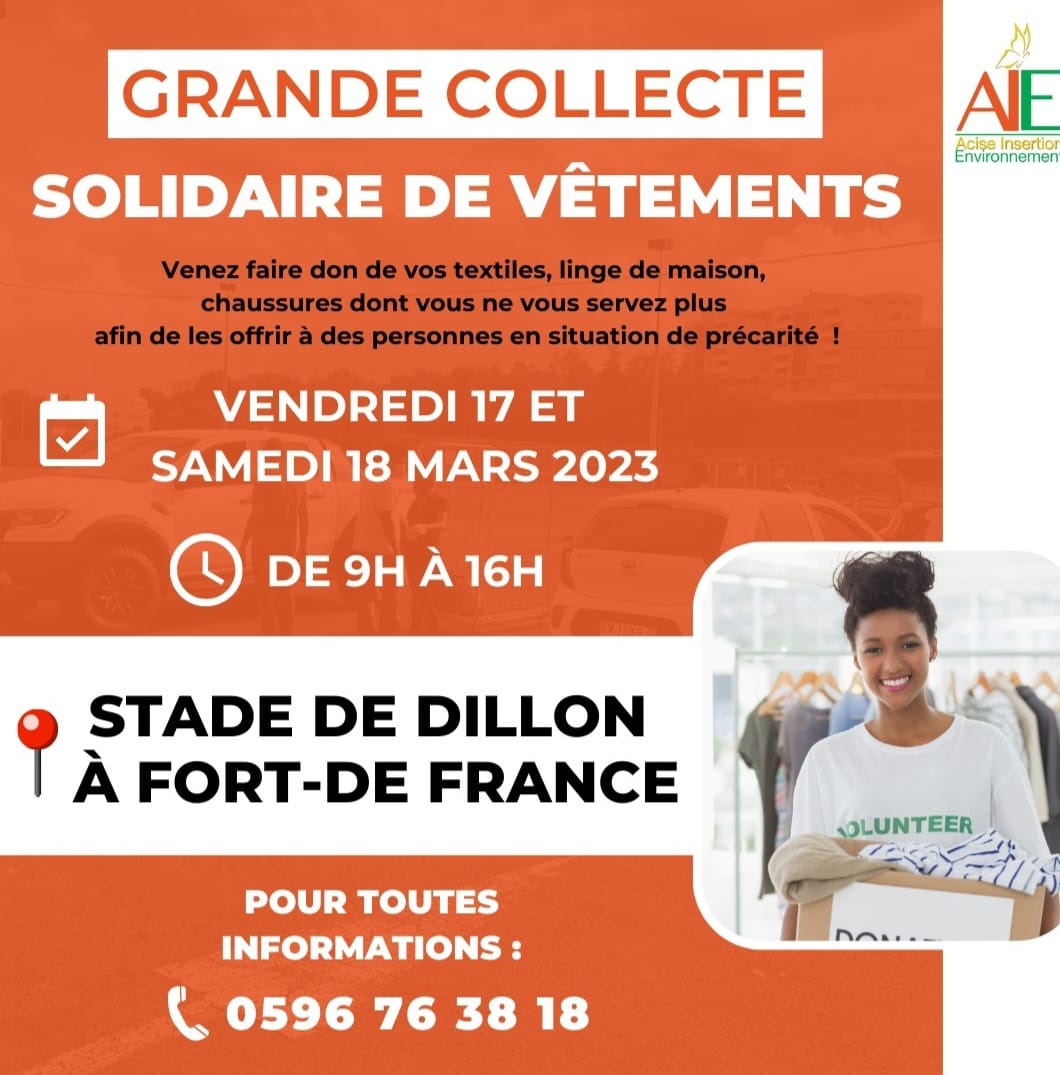 GRANDE COLLECTE
AIE
Acise Insertion
Environnement
SOLIDAIRE DE VÊTEMENTS
Venez faire don de vos textiles, linge de maison,
chaussures dont vous ne vous servez plus
afin de les offrir à des personnes en situation de précarité !
VENDREDI 17 ET
SAMEDI 18 MARS 2023
DE 9H À 16H
STADE DE DILLON
À FORT-DE FRANCE
VOLUNTEER
POUR TOUTES
INFORMATIONS :
0596 76 38 18